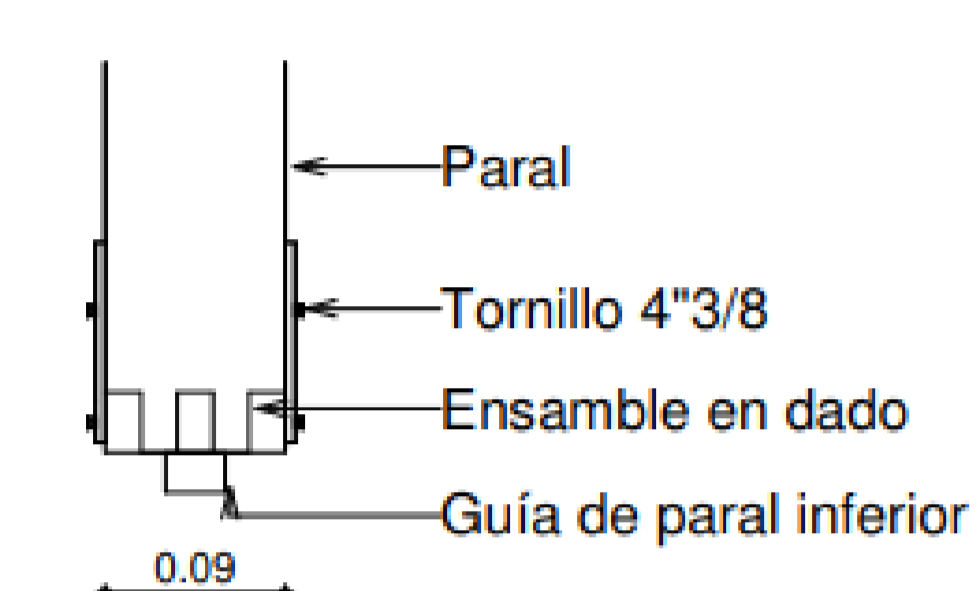 Paral
Tornillo 4"3/8
Ensamble en dado
Guía de paral inferior
0.09